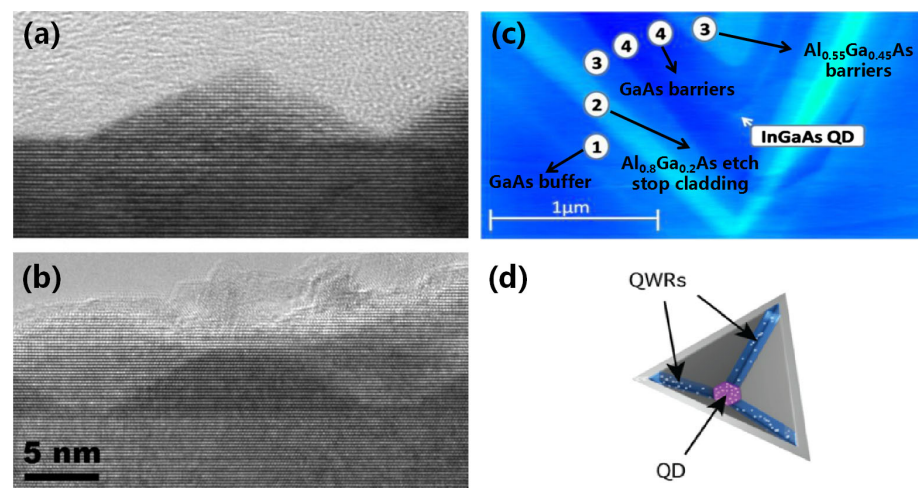 (a)
(b)
5 nm
(c)
3
4
4
3
2
1
Al0.55Ga0.45As
barriers
GaAs barriers
InGaAs QD
Al0.8Ga0.2As etch
stop cladding
GaAs buffer
1μm
(d)
QWRs
QD